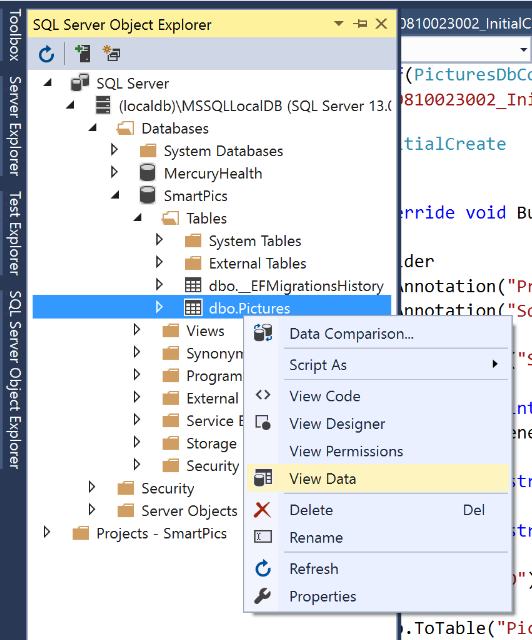 Toolbox
Server Explorer
Test Explorer
SQL Server Object Explorer
SQL Server Object Explorer
SQL Server
(localdb)\MSSQLLocalDB (SQL Server 13.0
Databases
System Databases
MercuryHealth
SmartPics
Tables
System Tables
External Tables
dbo.__EFMigrationsHistory
dbo.Pictures
Views
Synonym
Program
External
Service
Storage
Security
Security
Server Objects
Projects - SmartPics
Data Comparison...
Script As
View Code
View Designer
View Permissions
View Data
Delete Del
Rename
Refresh
Properties
0810023002_InitialC
f(PicturesDbCo
0810023002_Ini
itialCreate
erride void Bu
lder
Annotation("Pr
Annotation("Sc
("S
int
ene
str
str
")
.ToTable("Pic